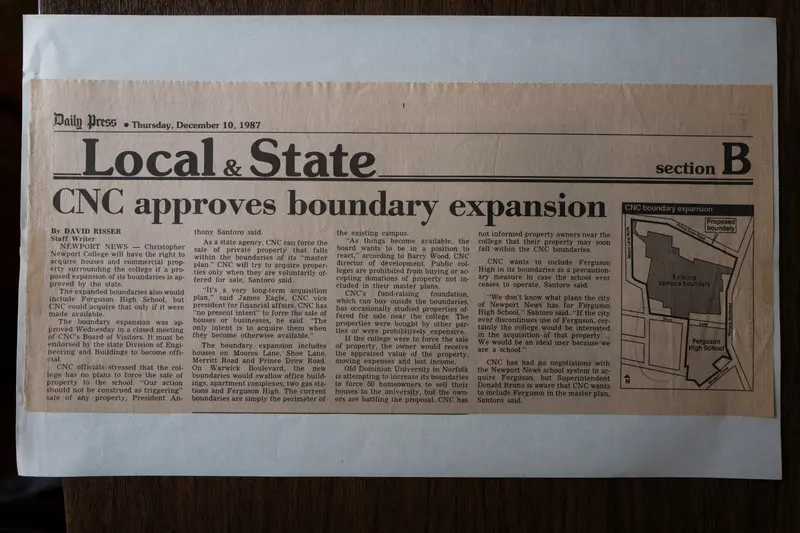 Daily Press • Thursday, December 10, 1987
Local & State
section B
CNC approves boundary expansion
By DAVID RISSER
Staff Writer
NEWPORT NEWS — Christopher
Newport College will have the right to
acquire houses and commercial prop-
erty surrounding the college if a pro-
posed expansion of its boundaries is ap-
proved by the state.
The expanded boundaries also would
include Ferguson High School, but
CNC could acquire that only if it were
made available.
The boundary expansion was ap-
proved Wednesday in a closed meeting
of CNC's Board of Visitors. It must be
endorsed by the state Division of Engi-
neering and Buildings to become offi-
cial.
CNC officials stressed that the col-
lege has no plans to force the sale of
property to the school. "Our action
should not be construed as triggering"
sale of any property, President An-
thony Santoro said.
As a state agency, CNC can force the
sale of private property that falls
within the boundaries of its "master
plan." CNC will try to acquire proper-
ties only when they are voluntarily of-
fered for sale, Santoro said.
"It's a very long-term acquisition
plan," said James Eagle, CNC vice
president for financial affairs. CNC has
"no present intent" to force the sale of
houses or businesses, he said. "The
only intent is to acquire them when
they become otherwise available."
The boundary expansion includes
houses on Moores Lane, Shoe Lane,
Merritt Road and Prince Drew Road.
On Warwick Boulevard, the new
boundaries would swallow office build-
ings, apartment complexes, two gas sta-
tions and Ferguson High. The current
boundaries are simply the perimeter of
the existing campus.
"As things become available, the
board wants to be in a position to
react," according to Barry Wood, CNC
director of development. Public col-
leges are prohibited from buying or ac-
cepting donations of property not in-
cluded in their master plans.
CNC's fund-raising foundation,
which can buy outside the boundaries
has occasionally studied properties of-
fered for sale near the college. The
properties were bought by other par-
ties or were prohibitively expensive.
If the college were to force the sale
of property, the owner would receive
the appraised value of the property,
moving expenses and lost income.
Old Dominion University in Norfolk
is attempting to increase its boundaries
to force 50 homeowners to sell their
houses to the university, but the own-
ers are battling the proposal. CNC has
not informed property owners near the
college that their property may soon
fall within the CNC boundaries.
CNC wants to include Ferguson
High in its boundaries as a precaution-
ary measure in case the school ever
ceases to operate, Santoro said.
"We don't know what plans the city
of Newport News has for Ferguson
High School," Santoro said. "If the city
ever discontinues use of Ferguson, cer-
tainly the college would be interested
in the acquisition of that property ...
We would be an ideal user because we
are a school."
CNC has had no negotiations with
the Newport News school system to ac-
quire Ferguson, but Superintendent
Donald Bruno is aware that CNC wants
to include Ferguson in the master plan,
Santoro said.
CNC boundary expansion
Proposed
boundary
Existing
campus boundary
Ferguson
High School
N